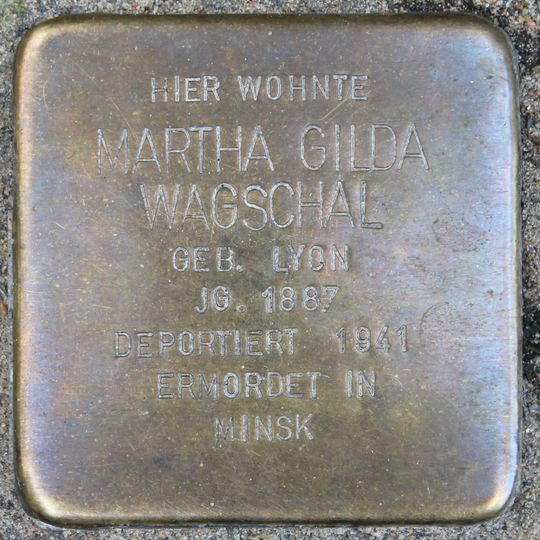 HIER WOHNTE
MARTHA GILDA
WAGSCHAL
GEB. LYON
JG. 1887
DEPORTIERT 1941
ERMORDET IN
MINSK